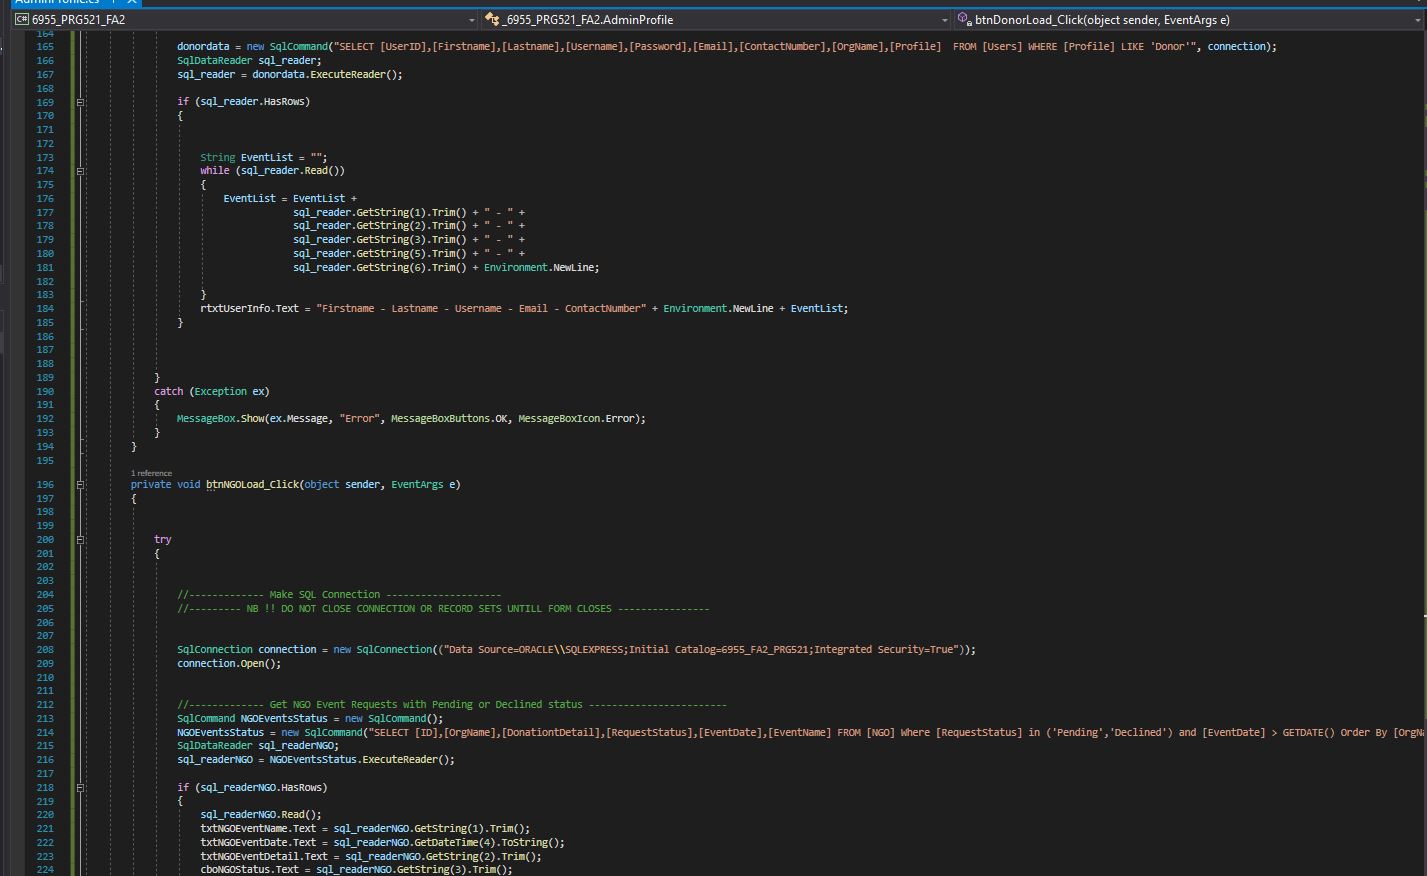 AdminProfile.cs
6955_PRG521_FA2
_6955_PRG521_FA2.AdminProfile
btnDonorLoad_Click(object sender, EventArgs e)
164
165 donordata = new SqlCommand("SELECT [UserID],[Firstname],[Lastname],[Username],[Password],[Email],[ContactNumber],[OrgName],[Profile]  FROM [Users] WHERE [Profile] LIKE 'Donor'", connection);
166 SqlDataReader sql_reader;
167 sql_reader = donordata.ExecuteReader();
168
169 if (sql_reader.HasRows)
170 {
171
172
173 String EventList = "";
174 while (sql_reader.Read())
175 {
176 EventList = EventList +
177 sql_reader.GetString(1).Trim() + " - " +
178 sql_reader.GetString(2).Trim() + " - " +
179 sql_reader.GetString(3).Trim() + " - " +
180 sql_reader.GetString(5).Trim() + " - " +
181 sql_reader.GetString(6).Trim() + Environment.NewLine;
182
183 }
184 rtxtUserInfo.Text = "Firstname - Lastname - Username - Email - ContactNumber" + Environment.NewLine + EventList;
185 }
186
187
188
189 }
190 catch (Exception ex)
191 {
192 MessageBox.Show(ex.Message, "Error", MessageBoxButtons.OK, MessageBoxIcon.Error);
193 }
194 }
195
1 reference
196 private void btnNGOLoad_Click(object sender, EventArgs e)
197 {
198
199
200 try
201 {
202
203
204 //------------- Make SQL Connection --------------------
205 //--------- NB !! DO NOT CLOSE CONNECTION OR RECORD SETS UNTILL FORM CLOSES ----------------
206
207
208 SqlConnection connection = new SqlConnection(("Data Source=ORACLE\\SQLEXPRESS;Initial Catalog=6955_FA2_PRG521;Integrated Security=True"));
209 connection.Open();
210
211
212 //------------- Get NGO Event Requests with Pending or Declined status ------------------------
213 SqlCommand NGOEventsStatus = new SqlCommand();
214 NGOEventsStatus = new SqlCommand("SELECT [ID],[OrgName],[DonationtDetail],[RequestStatus],[EventDate],[EventName] FROM [NGO] Where [RequestStatus] in ('Pending','Declined') and [EventDate] > GETDATE() Order By [OrgNa
215 SqlDataReader sql_readerNGO;
216 sql_readerNGO = NGOEventsStatus.ExecuteReader();
217
218 if (sql_readerNGO.HasRows)
219 {
220 sql_readerNGO.Read();
221 txtNGOEventName.Text = sql_readerNGO.GetString(1).Trim();
222 txtNGOEventDate.Text = sql_readerNGO.GetDateTime(4).ToString();
223 txtNGOEventDetail.Text = sql_readerNGO.GetString(2).Trim();
224 cboNGOStatus.Text = sql_readerNGO.GetString(3).Trim();